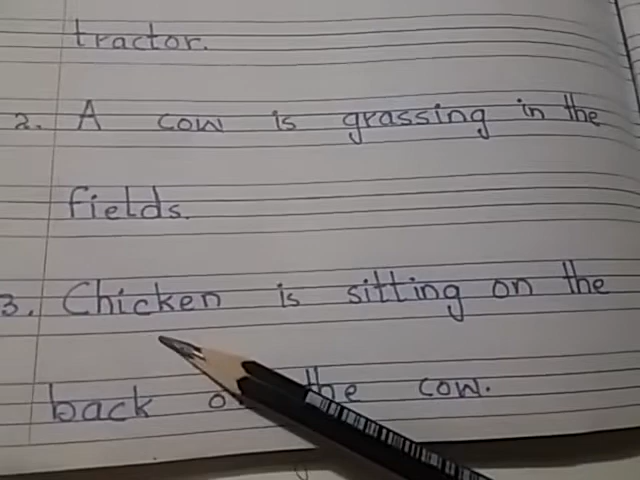 tractor.
2. A cow is grassing in the
fields.
3. Chicken is sitting on the
back the cow.